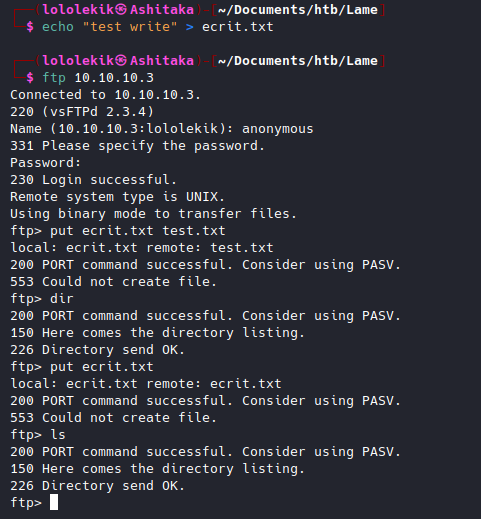 ┌──(lololekik㉿Ashitaka)-[~/Documents/htb/Lame]
└─$ echo "test write" > ecrit.txt
┌──(lololekik㉿Ashitaka)-[~/Documents/htb/Lame]
└─$ ftp 10.10.10.3
Connected to 10.10.10.3.
220 (vsFTPd 2.3.4)
Name (10.10.10.3:lololekik): anonymous
331 Please specify the password.
Password:
230 Login successful.
Remote system type is UNIX.
Using binary mode to transfer files.
ftp> put ecrit.txt test.txt
local: ecrit.txt remote: test.txt
200 PORT command successful. Consider using PASV.
553 Could not create file.
ftp> dir
200 PORT command successful. Consider using PASV.
150 Here comes the directory listing.
226 Directory send OK.
ftp> put ecrit.txt
local: ecrit.txt remote: ecrit.txt
200 PORT command successful. Consider using PASV.
553 Could not create file.
ftp> ls
200 PORT command successful. Consider using PASV.
150 Here comes the directory listing.
226 Directory send OK.
ftp>